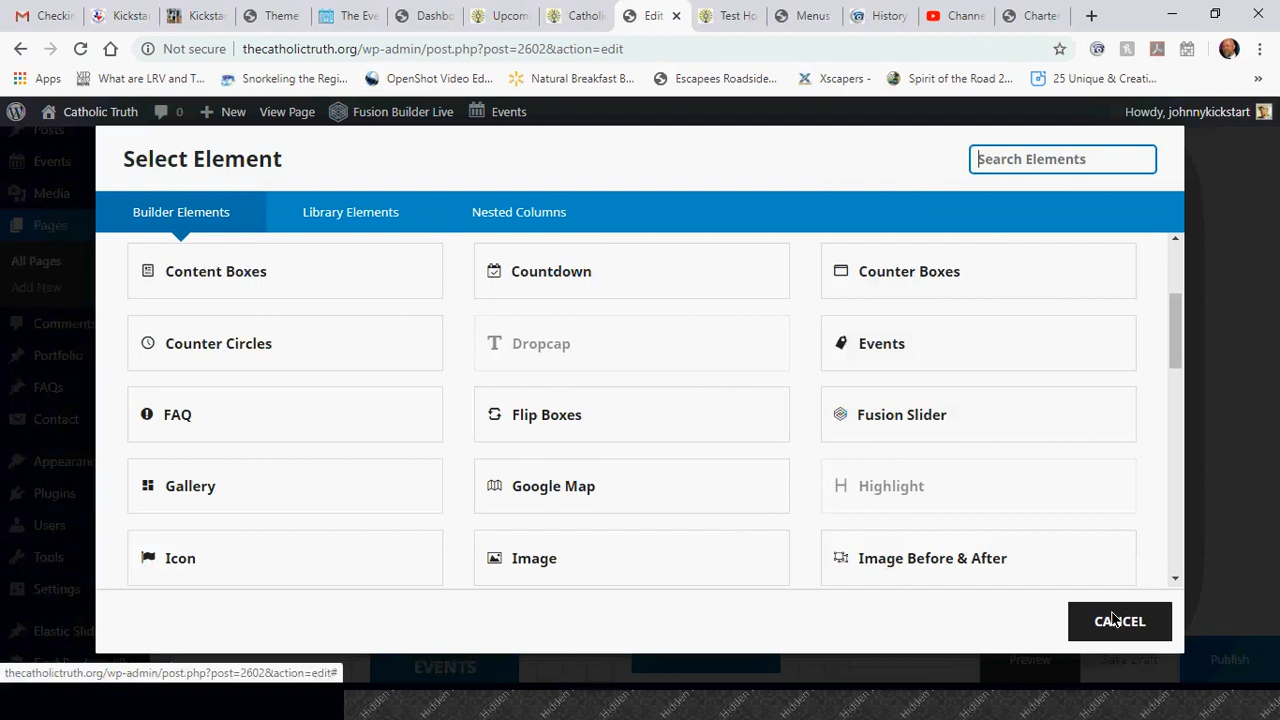 Checkin
Kicksta
Kickstar
Theme
The Eve
Dashbo
Upcom
Catholic
Edit
Test Ho
Menus
History
Channe
Charte
Not secure
thecatholictruth.org/wp-admin/post.php?post=2602&action=edit
Apps
What are LRV and T...
Snorkeling the Regi...
OpenShot Video Ed...
Natural Breakfast B...
Escapees Roadside...
Xscapers -
Spirit of the Road 2...
25 Unique & Creati...
»
Catholic Truth
0
New
View Page
Fusion Builder Live
Events
Howdy, johnnykickstart
Posts
Events
Media
Pages
All Pages
Add New
Comments
Portfolio
FAQs
Contact
Appearanc
Plugins
Users
Tools
Settings
Elastic Slid
Select Element
Search Elements
Builder Elements
Library Elements
Nested Columns
Content Boxes
Countdown
Counter Boxes
Counter Circles
Dropcap
Events
FAQ
Flip Boxes
Fusion Slider
Gallery
Google Map
Highlight
Icon
Image
Image Before & After
CANCEL
EVENTS
Preview
Save Draft
Publish
thecatholictruth.org/wp-admin/post.php?post=2602&action=edit#